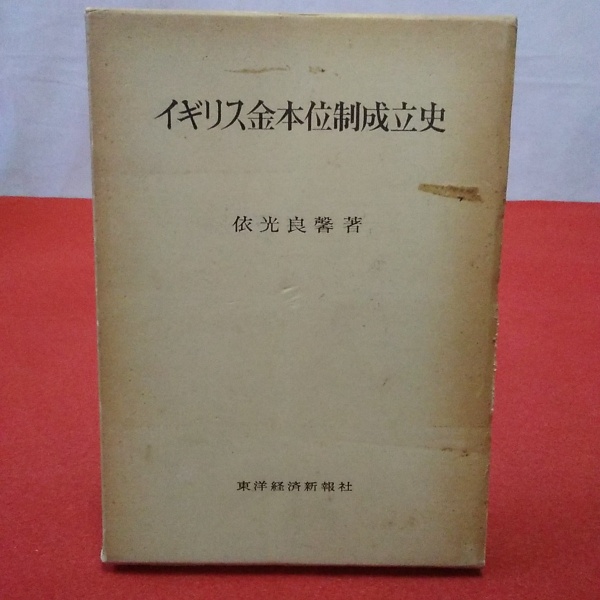 イギリス金本位制成立史
依光良馨著
東洋経済新報社